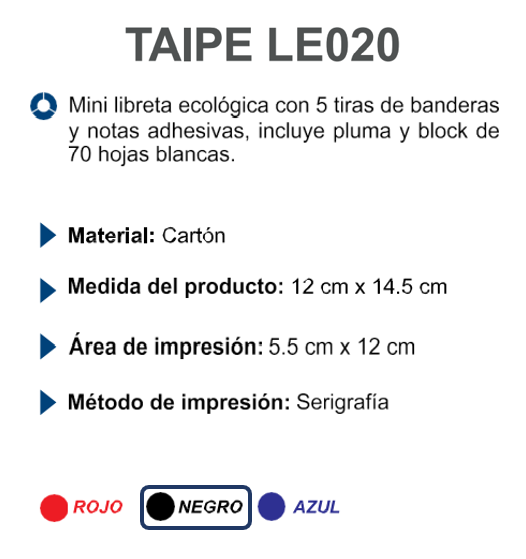 TAIPE LE020
Mini libreta ecológica con 5 tiras de banderas
y notas adhesivas, incluye pluma y block de
70 hojas blancas.
Material: Cartón
Medida del producto: 12 cm x 14.5 cm
Área de impresión: 5.5 cm x 12 cm
Método de impresión: Serigrafía
ROJO NEGRO AZUL